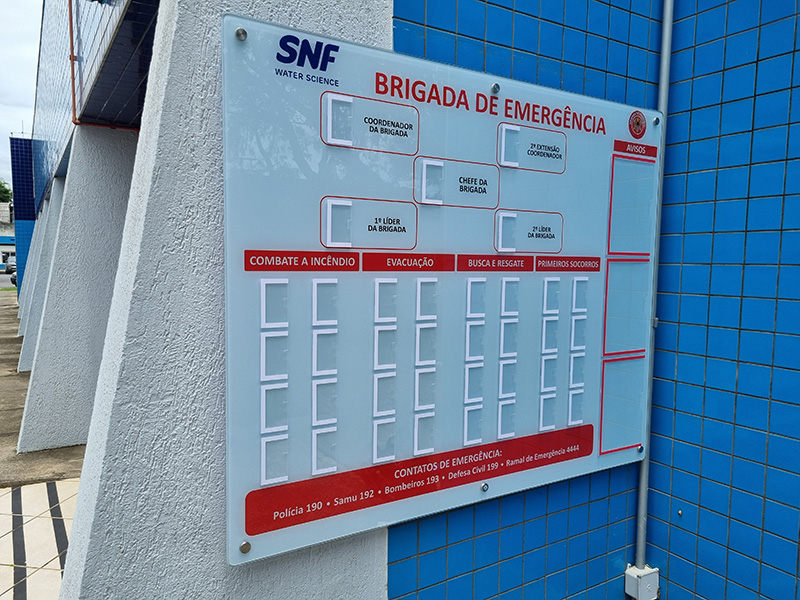 SNF
WATER SCIENCE
BRIGADA DE EMERGÊNCIA
COORDENADOR
DA BRIGADA
2ª EXTENSÃO
COORDENADOR
CHEFE DA
BRIGADA
1º LÍDER
DA BRIGADA
2º LÍDER
DA BRIGADA
AVISOS
COMBATE A INCÊNDIO
EVACUAÇÃO
BUSCA E RESGATE
PRIMEIROS SOCORROS
CONTATOS DE EMERGÊNCIA:
Polícia 190 • Samu 192 • Bombeiros 193 • Defesa Civil 199 • Ramal de Emergência 4444